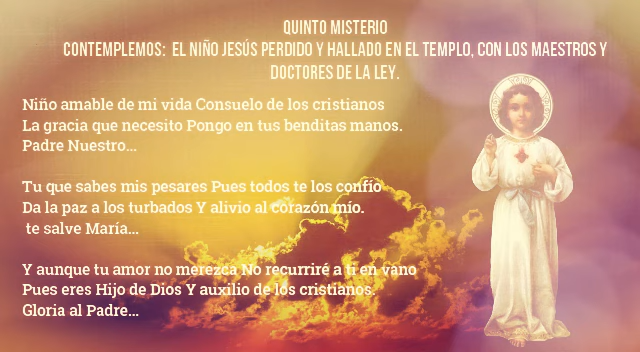 QUINTO MISTERIO
CONTEMPLEMOS: EL NIÑO JESÚS PERDIDO Y HALLADO EN EL TEMPLO, CON LOS MAESTROS Y
DOCTORES DE LA LEY.
Niño amable de mi vida Consuelo de los cristianos
La gracia que necesito Pongo en tus benditas manos.
Padre Nuestro...
Tu que sabes mis pesares Pues todos te los confío
Da la paz a los turbados Y alivio al corazón mío.
te salve María...
Y aunque tu amor no merezca No recurriré a ti en vano
Pues eres Hijo de Dios Y auxilio de los cristianos.
Gloria al Padre...